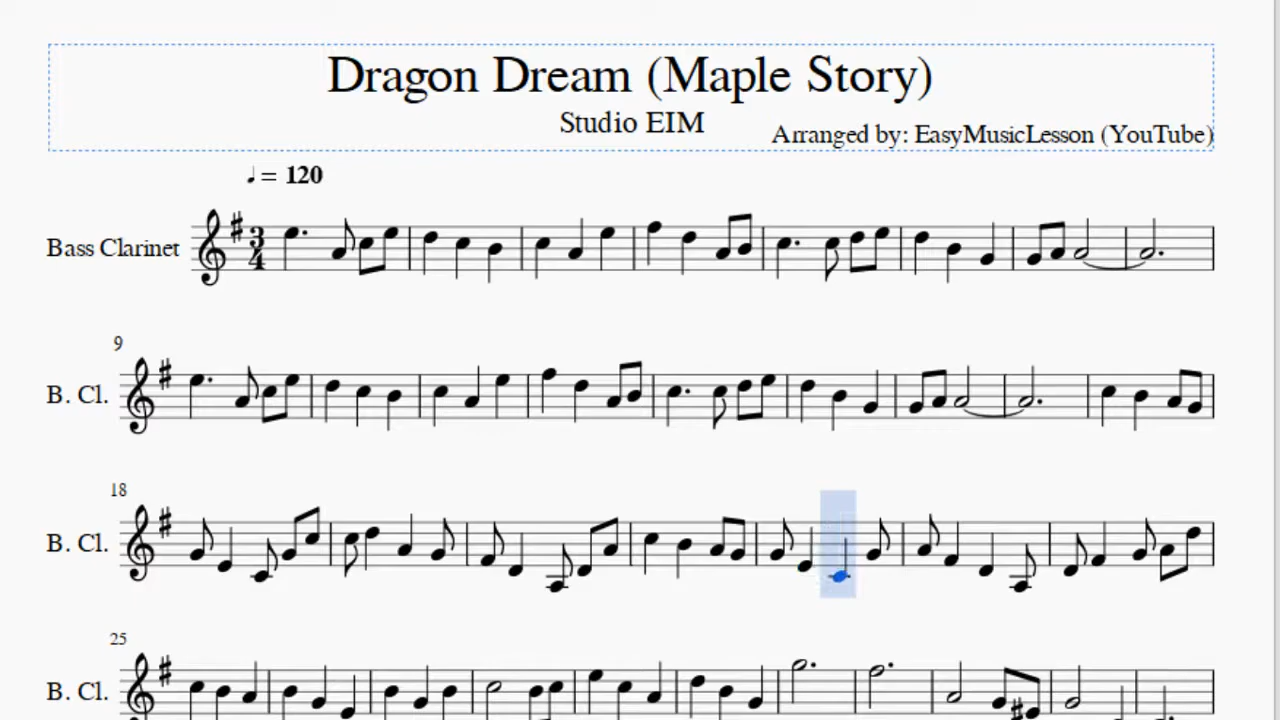 Dragon Dream (Maple Story)
Studio EIM
Arranged by: EasyMusicLesson (YouTube)
♩ = 120
Bass Clarinet
3
4
9
B. Cl.
18
B. Cl.
25
B. Cl.